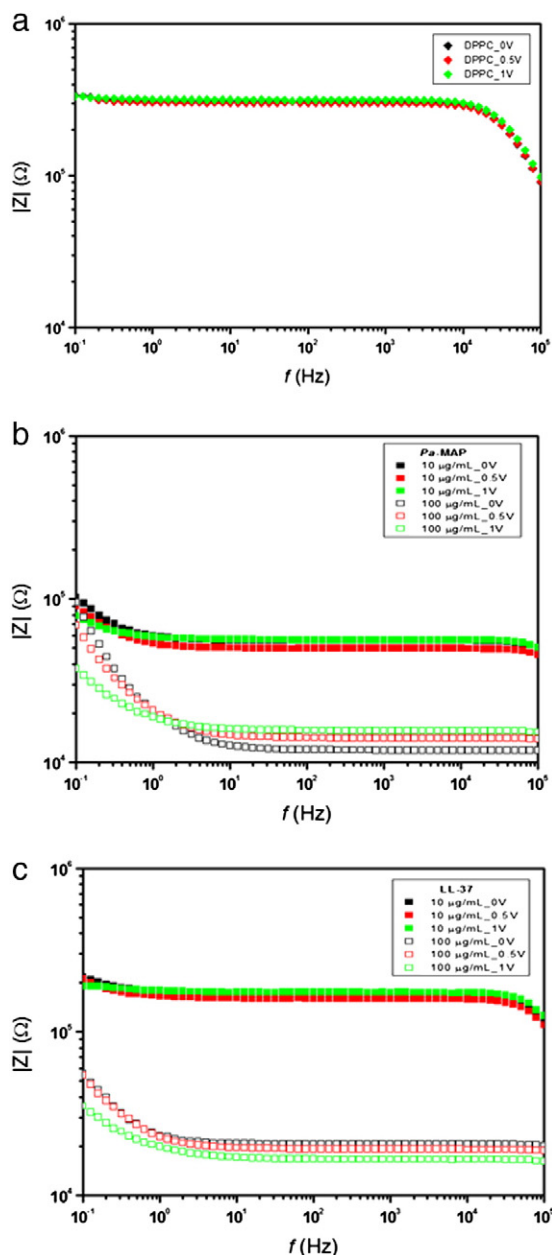 a
10⁶
DPPC_0V
DPPC_0.5V
DPPC_1V
|Z| (Ω)
10⁵
10⁴
10⁻¹ 10⁰ 10¹ 10² 10³ 10⁴ 10⁵
f (Hz)
b
10⁶
Pa-MAP
10 µg/mL_0V
10 µg/mL_0.5V
10 µg/mL_1V
100 µg/mL_0V
100 µg/mL_0.5V
100 µg/mL_1V
|Z| (Ω)
10⁵
10⁴
10⁻¹ 10⁰ 10¹ 10² 10³ 10⁴ 10⁵
f (Hz)
c
10⁶
LL-37
10 µg/mL_0V
10 µg/mL_0.5V
10 µg/mL_1V
100 µg/mL_0V
100 µg/mL_0.5V
100 µg/mL_1V
|Z| (Ω)
10⁵
10⁴
10⁻¹ 10⁰ 10¹ 10² 10³ 10⁴ 10⁵
f (Hz)